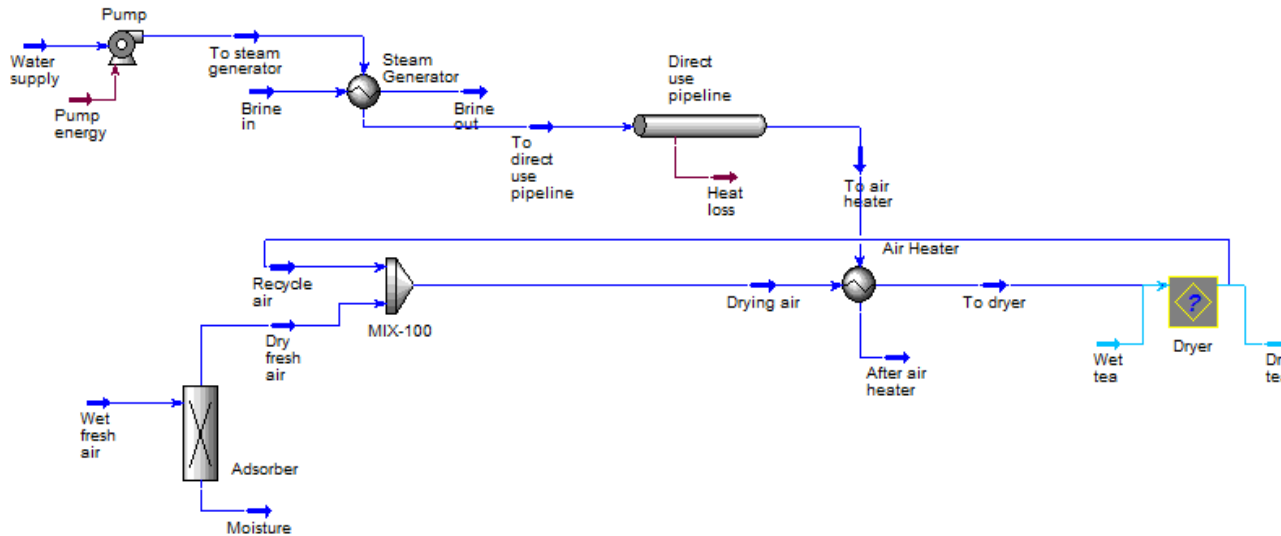 Pump
Water
supply
To steam
generator
Pump
energy
Steam
Generator
Brine
in
Brine
out
To
direct
use
pipeline
Direct
use
pipeline
Heat
loss
To air
heater
Air Heater
Recycle
air
MIX-100
Drying air
To dryer
?
Dryer
Wet
tea
Dr
tea
Dry
fresh
air
After air
heater
Wet
fresh
air
Adsorber
Moisture